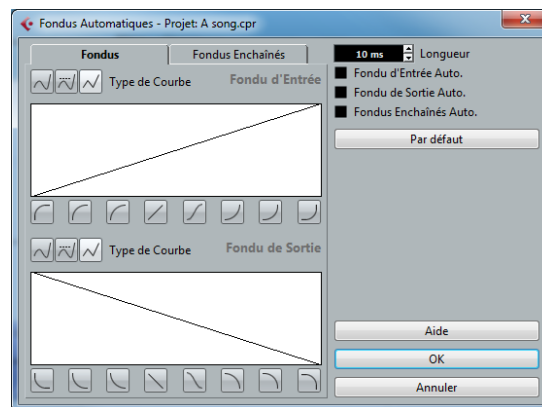 Fondus Automatiques - Projet: A song.cpr
Fondus
Fondus Enchaînés
Type de Courbe
Fondu d'Entrée
Type de Courbe
Fondu de Sortie
10 ms
Longueur
Fondu d'Entrée Auto.
Fondu de Sortie Auto.
Fondus Enchaînés Auto.
Par défaut
Aide
OK
Annuler